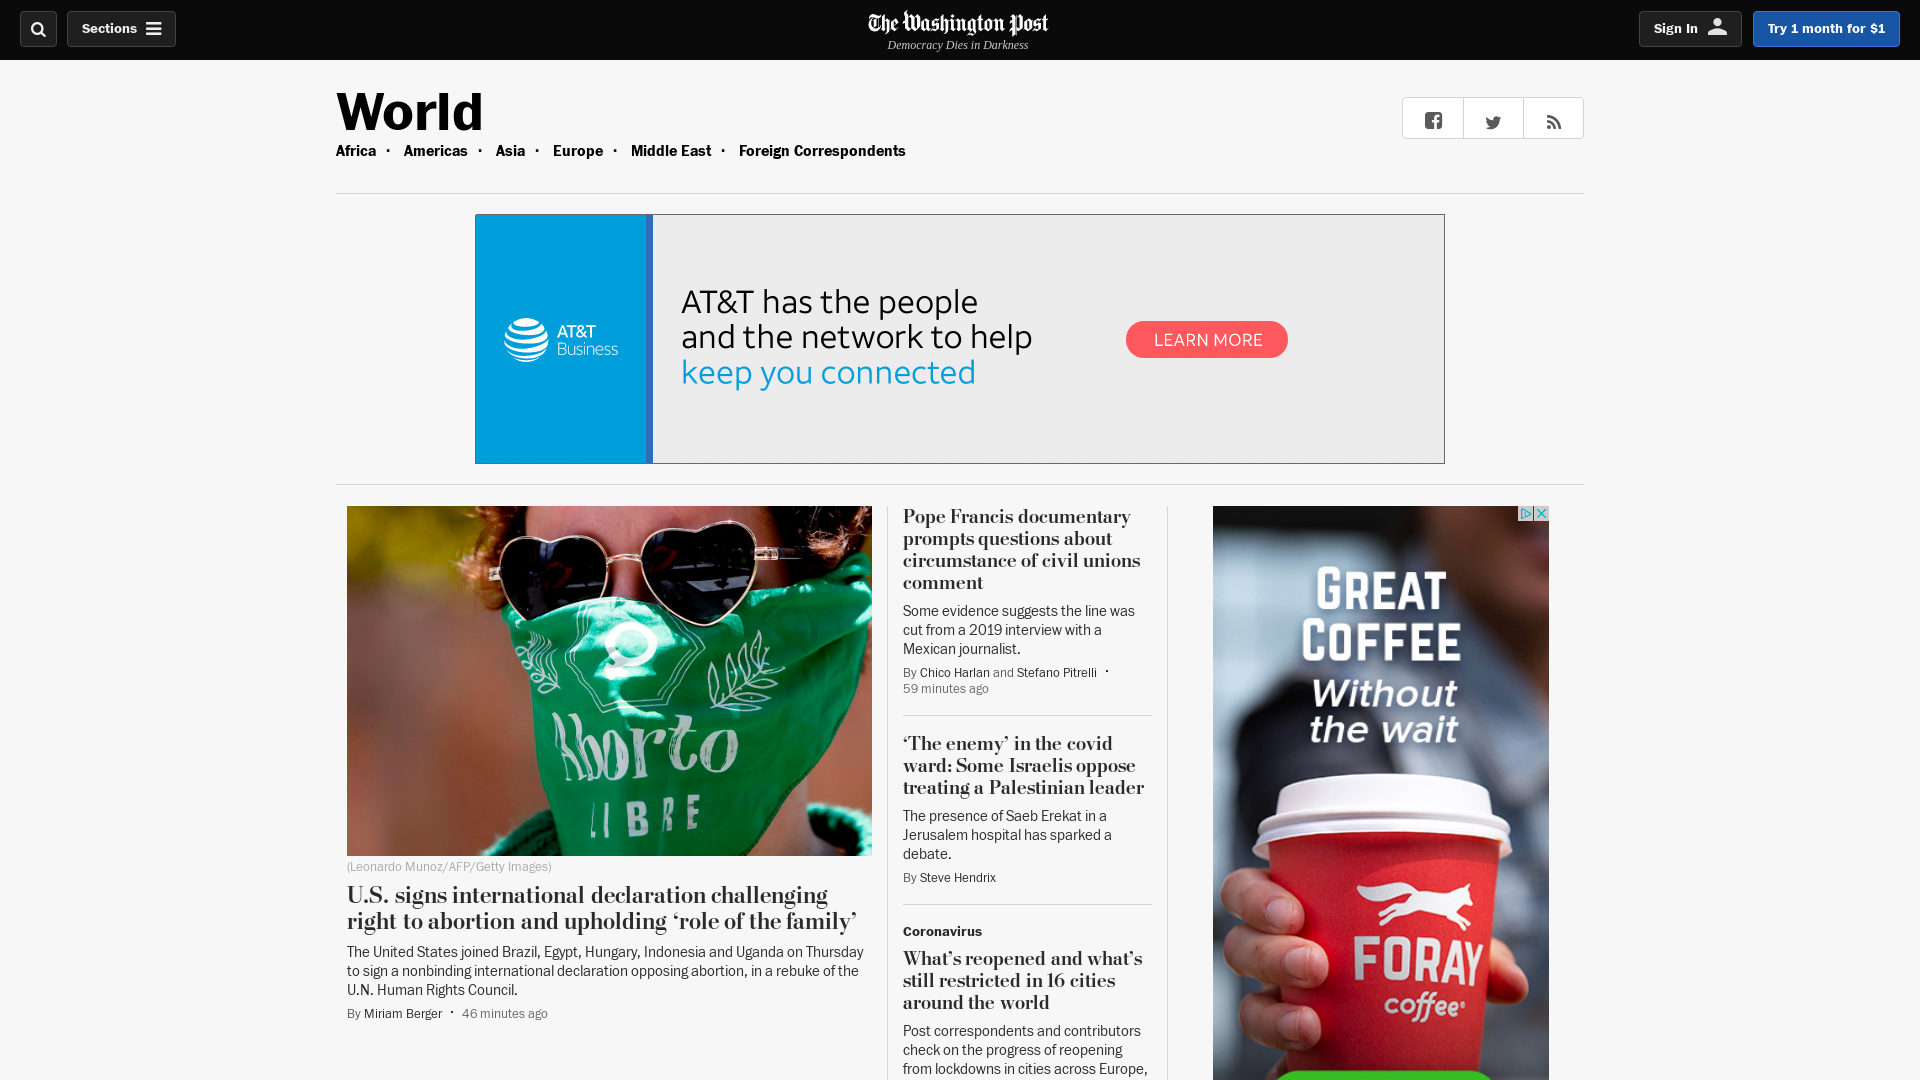 Sections
The Washington Post
Democracy Dies in Darkness
Sign In
Try 1 month for $1
World
Africa · Americas · Asia · Europe · Middle East · Foreign Correspondents
AT&T
Business
AT&T has the people
and the network to help
keep you connected
LEARN MORE
Aborto
LIBRE
(Leonardo Munoz/AFP/Getty Images)
U.S. signs international declaration challenging
right to abortion and upholding ‘role of the family’
The United States joined Brazil, Egypt, Hungary, Indonesia and Uganda on Thursday
to sign a nonbinding international declaration opposing abortion, in a rebuke of the
U.N. Human Rights Council.
By Miriam Berger · 46 minutes ago
Pope Francis documentary
prompts questions about
circumstance of civil unions
comment
Some evidence suggests the line was
cut from a 2019 interview with a
Mexican journalist.
By Chico Harlan and Stefano Pitrelli ·
59 minutes ago
‘The enemy’ in the covid
ward: Some Israelis oppose
treating a Palestinian leader
The presence of Saeb Erekat in a
Jerusalem hospital has sparked a
debate.
By Steve Hendrix
Coronavirus
What’s reopened and what’s
still restricted in 16 cities
around the world
Post correspondents and contributors
check on the progress of reopening
from lockdowns in cities across Europe,
GREAT
COFFEE
Without
the wait
FORAY
coffee®